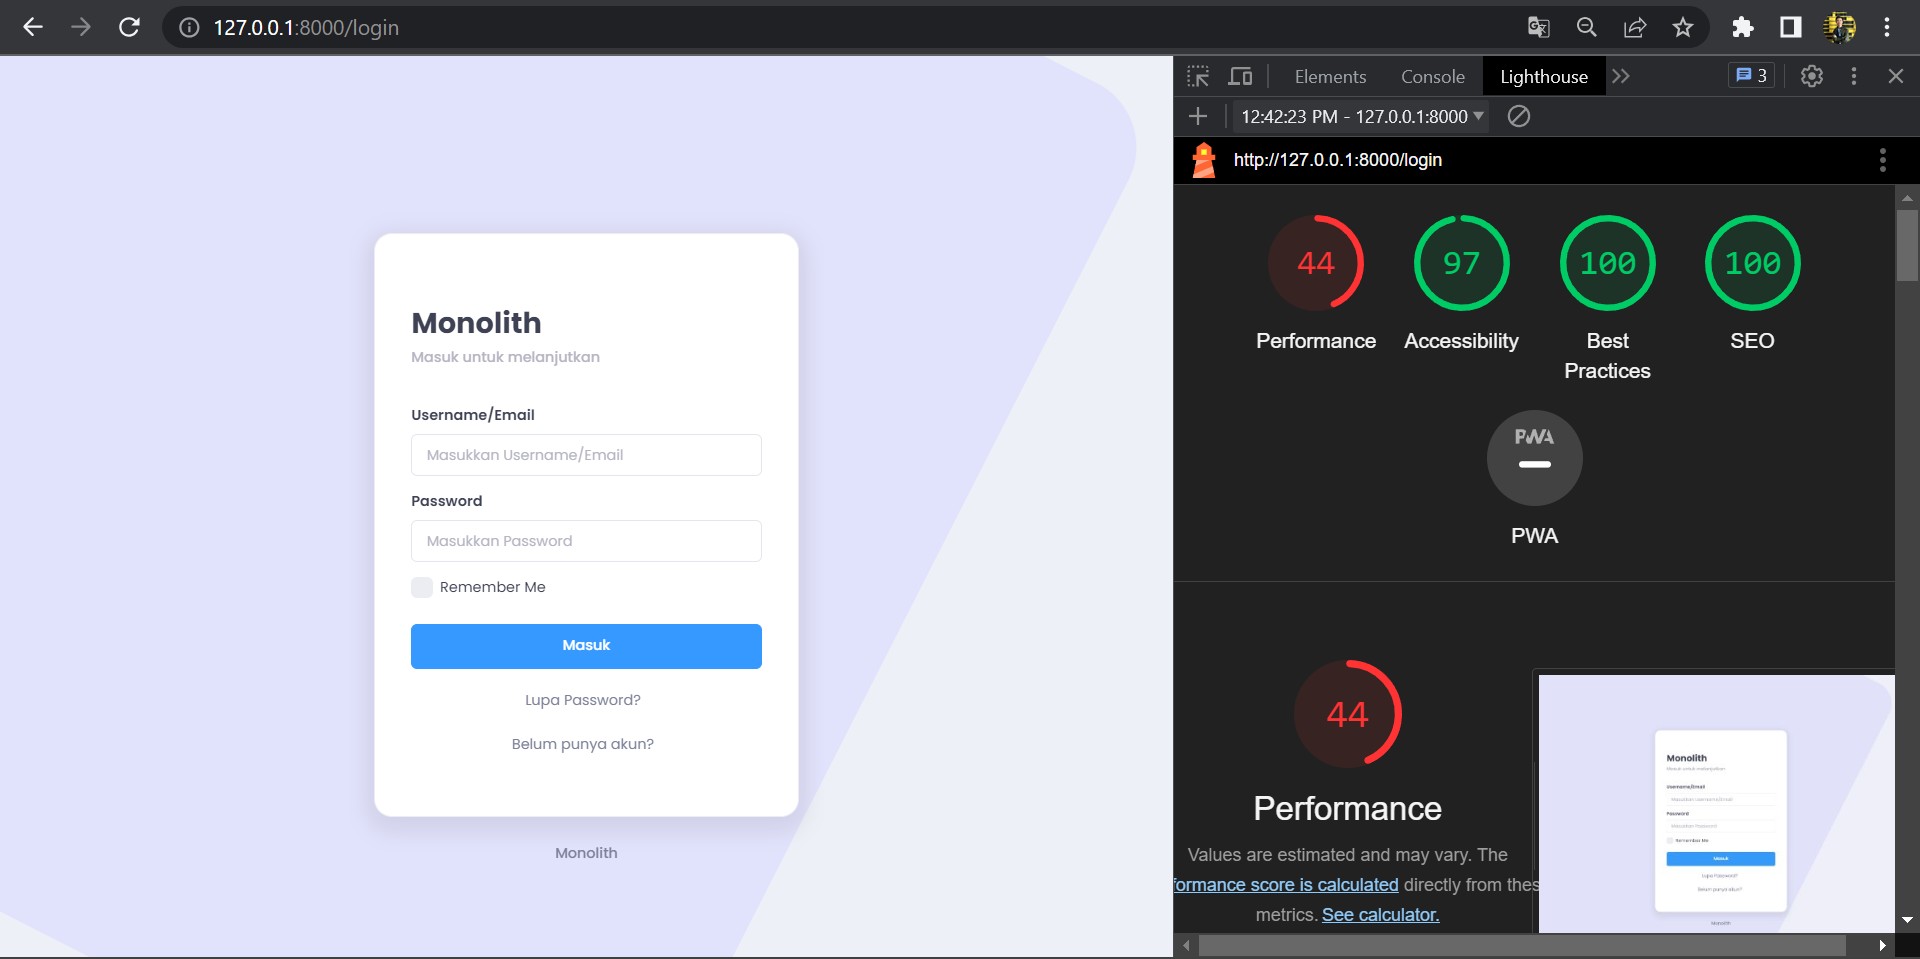 127.0.0.1:8000/login
Elements Console Lighthouse 3
12:42:23 PM - 127.0.0.1:8000
http://127.0.0.1:8000/login
44 97 100 100
Performance Accessibility Best Practices SEO
PWA
PWA
Monolith
Masuk untuk melanjutkan
Username/Email
Masukkan Username/Email
Password
Masukkan Password
Remember Me
Masuk
Lupa Password?
Belum punya akun?
Monolith
44
Performance
Values are estimated and may vary. The
formance score is calculated directly from thes
metrics. See calculator.
Monolith
Masuk untuk melanjutkan
Username/Email
Masukkan Username/Email
Password
Masukkan Password
Remember Me
Masuk
Lupa Password?
Belum punya akun?
Monolith